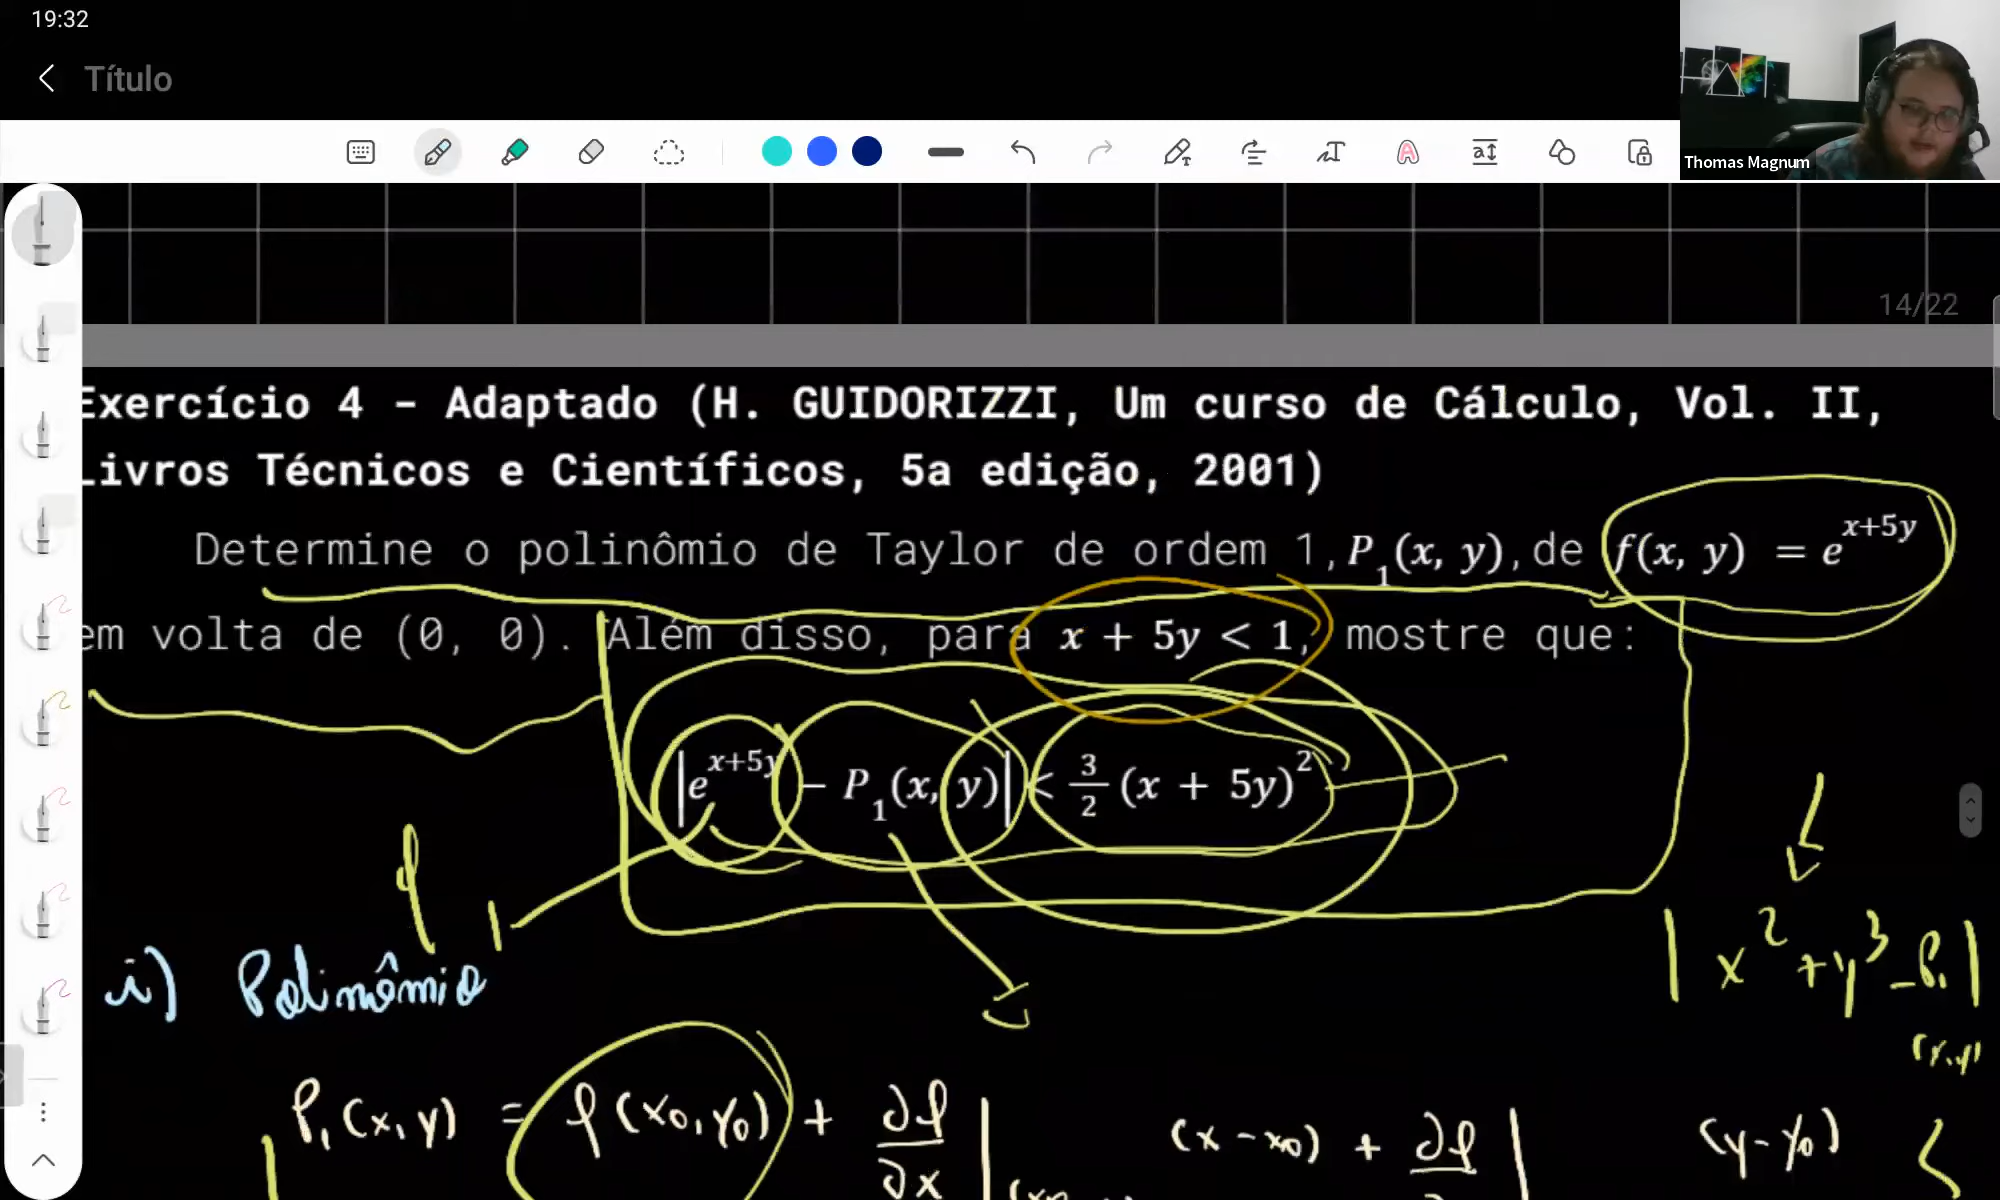 19:32
Título
Thomas Magnum
14/22
Exercício 4 - Adaptado (H. GUIDORIZZI, Um curso de Cálculo, Vol. II,
Livros Técnicos e Científicos, 5a edição, 2001)
Determine o polinômio de Taylor de ordem 1, P₁(x, y), de f(x, y) = e^{x+5y}
em volta de (0, 0). Além disso, para x + 5y < 1, mostre que:
|e^{x+5y} − P₁(x, y)| < 3/2 (x + 5y)²
| x² + y³ - P₁ |
(x,y)
i) Polinômio
P₁(x, y) = f(x₀, y₀) + ∂f/∂x | (x - x₀) + ∂f | (y - y₀)